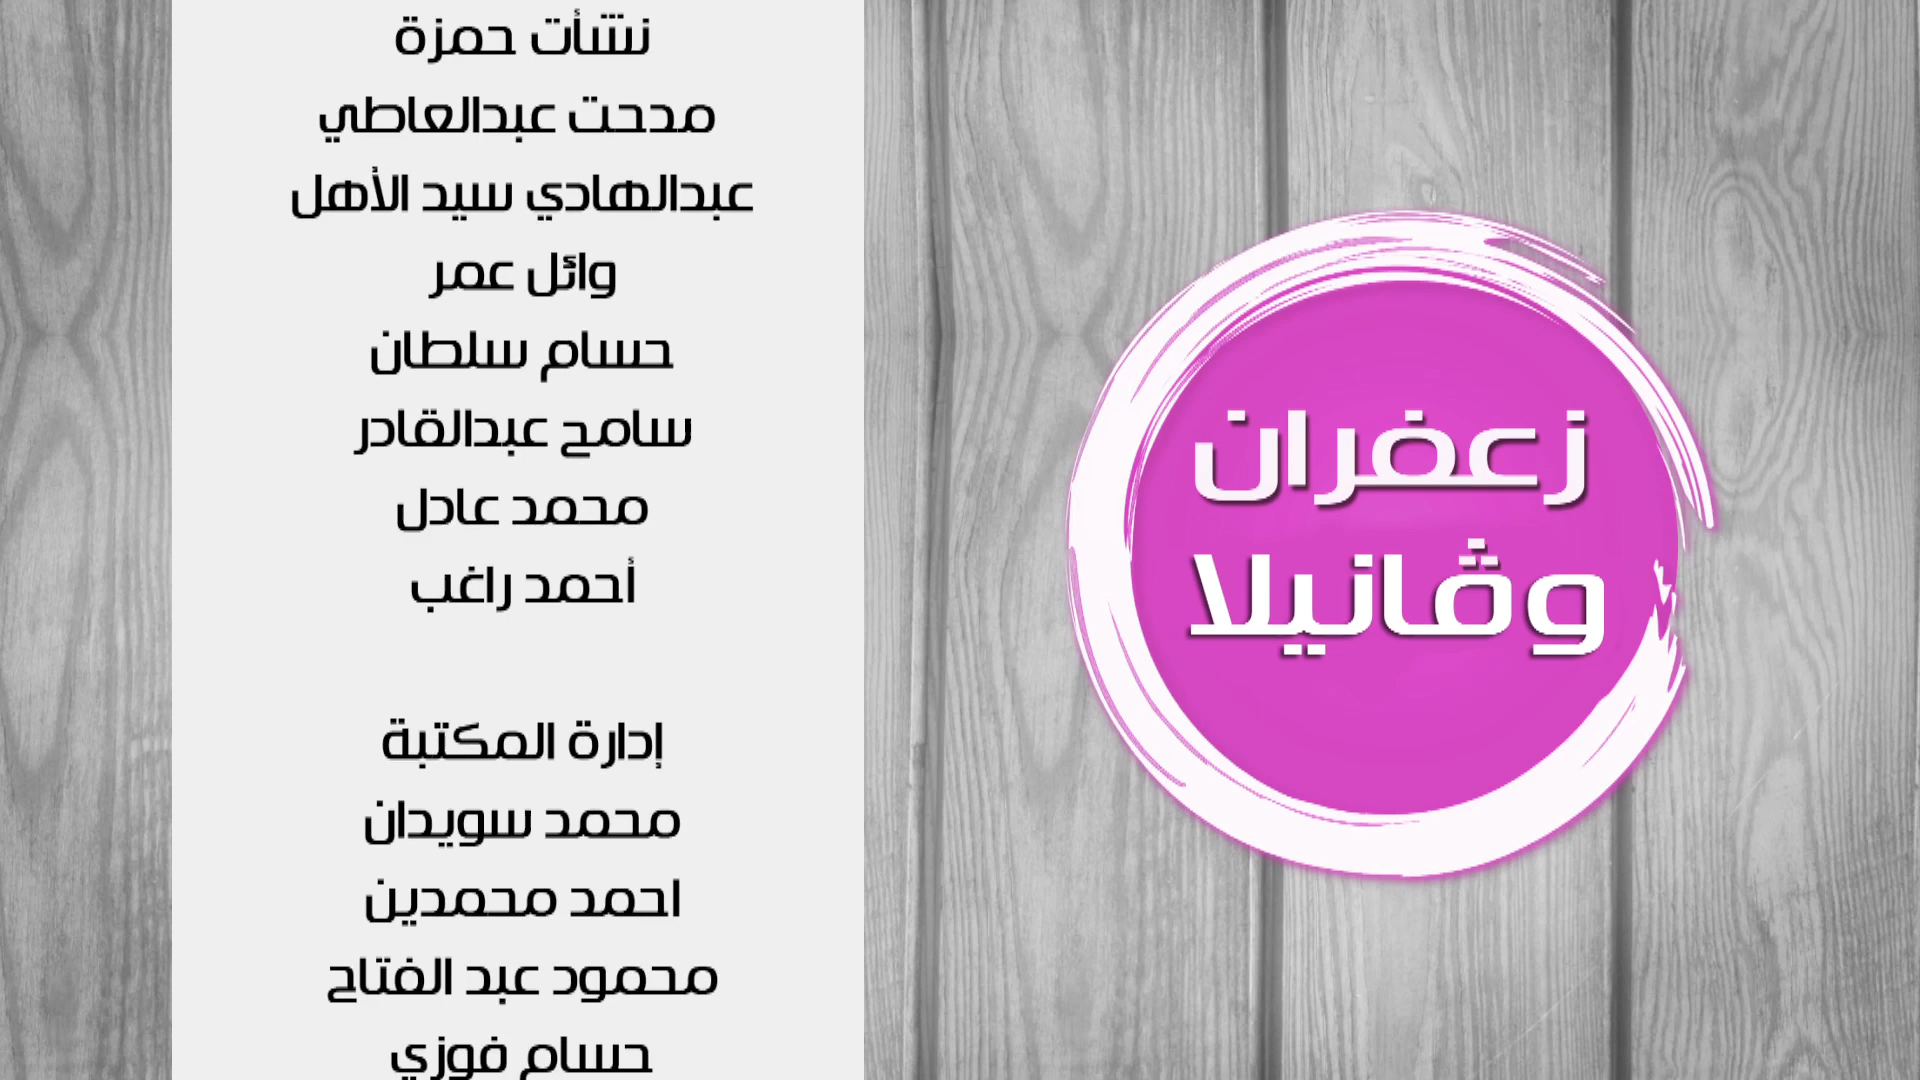 نشأت حمزة
مدحت عبدالعاطي
عبدالهادي سيد الأهل
وائل عمر
حسام سلطان
سامح عبدالقادر
محمد عادل
أحمد راغب
إدارة المكتبة
محمد سويدان
احمد محمدين
محمود عبد الفتاح
حسام فوزي
زعفران
وڤانيلا